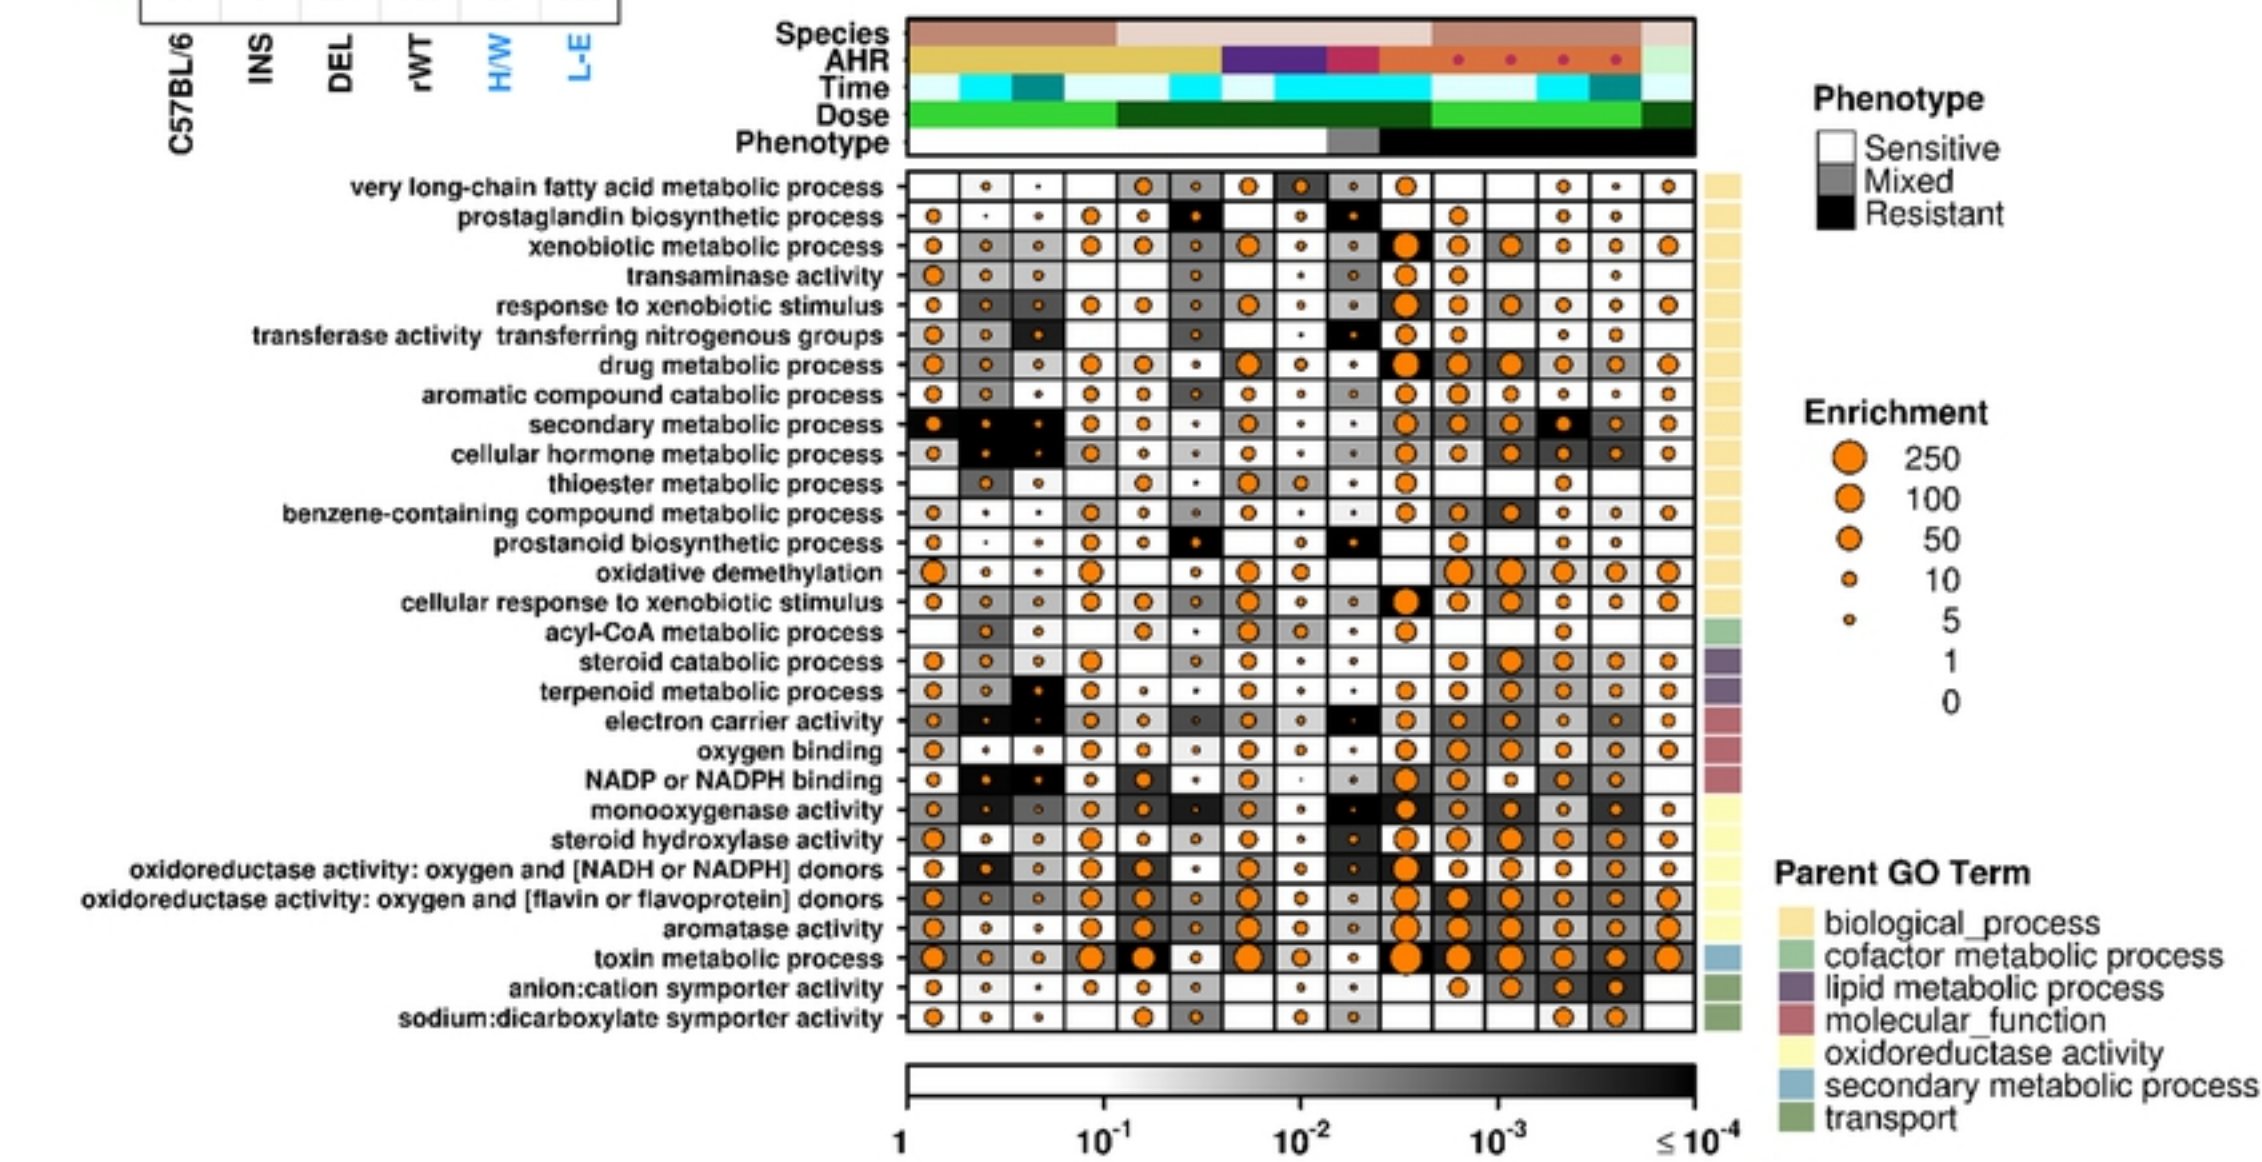 C57BL/6
INS
DEL
rWT
H/W
L-E
Species
AHR
Time
Dose
Phenotype
very long-chain fatty acid metabolic process
prostaglandin biosynthetic process
xenobiotic metabolic process
transaminase activity
response to xenobiotic stimulus
transferase activity transferring nitrogenous groups
drug metabolic process
aromatic compound catabolic process
secondary metabolic process
cellular hormone metabolic process
thioester metabolic process
benzene-containing compound metabolic process
prostanoid biosynthetic process
oxidative demethylation
cellular response to xenobiotic stimulus
acyl-CoA metabolic process
steroid catabolic process
terpenoid metabolic process
electron carrier activity
oxygen binding
NADP or NADPH binding
monooxygenase activity
steroid hydroxylase activity
oxidoreductase activity: oxygen and [NADH or NADPH] donors
oxidoreductase activity: oxygen and [flavin or flavoprotein] donors
aromatase activity
toxin metabolic process
anion:cation symporter activity
sodium:dicarboxylate symporter activity
1 10⁻¹ 10⁻² 10⁻³ ≤ 10⁻⁴
Phenotype
Sensitive
Mixed
Resistant
Enrichment
250
100
50
10
5
1
0
Parent GO Term
biological_process
cofactor metabolic process
lipid metabolic process
molecular_function
oxidoreductase activity
secondary metabolic process
transport